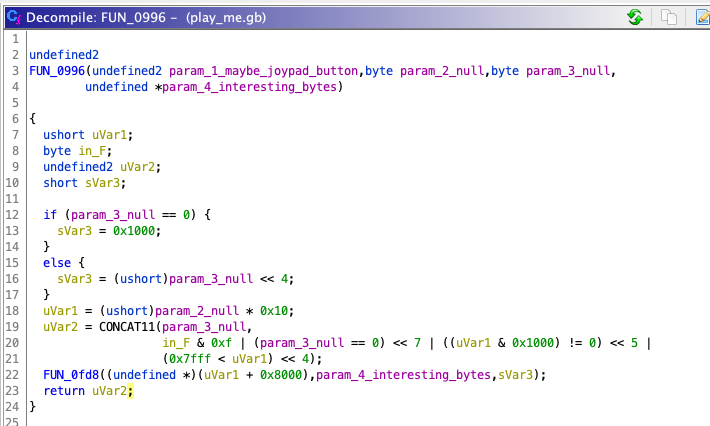 Decompile: FUN_0996 - (play_me.gb)
1
2 undefined2
3 FUN_0996(undefined2 param_1_maybe_joypad_button,byte param_2_null,byte param_3_null,
4 undefined *param_4_interesting_bytes)
5
6 {
7 ushort uVar1;
8 byte in_F;
9 undefined2 uVar2;
10 short sVar3;
11
12 if (param_3_null == 0) {
13 sVar3 = 0x1000;
14 }
15 else {
16 sVar3 = (ushort)param_3_null << 4;
17 }
18 uVar1 = (ushort)param_2_null * 0x10;
19 uVar2 = CONCAT11(param_3_null,
20 in_F & 0xf | (param_3_null == 0) << 7 | ((uVar1 & 0x1000) != 0) << 5 |
21 (0x7fff < uVar1) << 4);
22 FUN_0fd8((undefined *)(uVar1 + 0x8000),param_4_interesting_bytes,sVar3);
23 return uVar2;
24 }
25